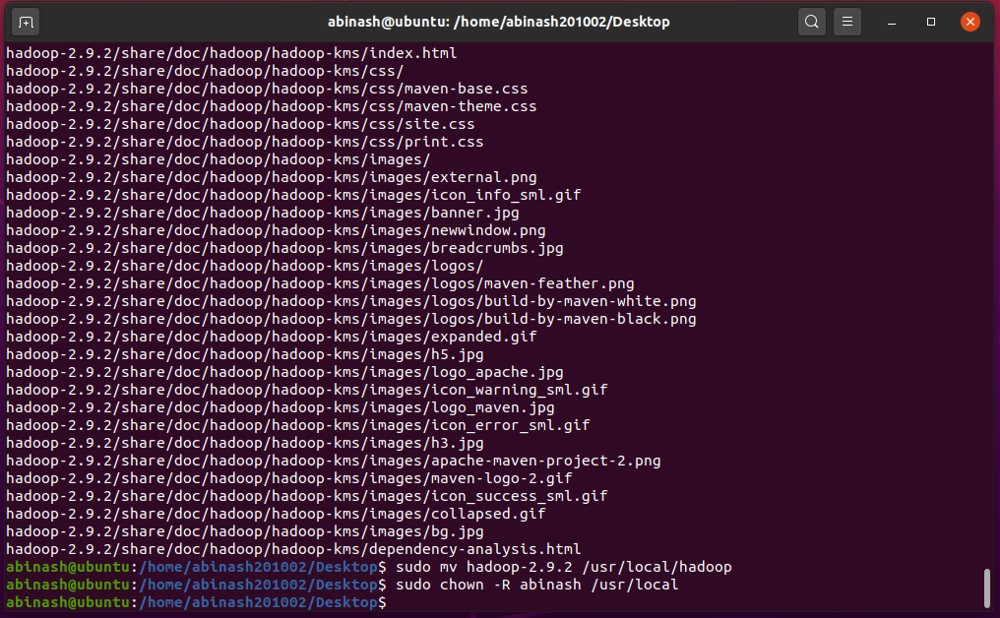 abinash@ubuntu: /home/abinash201002/Desktop
hadoop-2.9.2/share/doc/hadoop/hadoop-kms/index.html
hadoop-2.9.2/share/doc/hadoop/hadoop-kms/css/
hadoop-2.9.2/share/doc/hadoop/hadoop-kms/css/maven-base.css
hadoop-2.9.2/share/doc/hadoop/hadoop-kms/css/maven-theme.css
hadoop-2.9.2/share/doc/hadoop/hadoop-kms/css/site.css
hadoop-2.9.2/share/doc/hadoop/hadoop-kms/css/print.css
hadoop-2.9.2/share/doc/hadoop/hadoop-kms/images/
hadoop-2.9.2/share/doc/hadoop/hadoop-kms/images/external.png
hadoop-2.9.2/share/doc/hadoop/hadoop-kms/images/icon_info_sml.gif
hadoop-2.9.2/share/doc/hadoop/hadoop-kms/images/banner.jpg
hadoop-2.9.2/share/doc/hadoop/hadoop-kms/images/newwindow.png
hadoop-2.9.2/share/doc/hadoop/hadoop-kms/images/breadcrumbs.jpg
hadoop-2.9.2/share/doc/hadoop/hadoop-kms/images/logos/
hadoop-2.9.2/share/doc/hadoop/hadoop-kms/images/logos/maven-feather.png
hadoop-2.9.2/share/doc/hadoop/hadoop-kms/images/logos/build-by-maven-white.png
hadoop-2.9.2/share/doc/hadoop/hadoop-kms/images/logos/build-by-maven-black.png
hadoop-2.9.2/share/doc/hadoop/hadoop-kms/images/expanded.gif
hadoop-2.9.2/share/doc/hadoop/hadoop-kms/images/h5.jpg
hadoop-2.9.2/share/doc/hadoop/hadoop-kms/images/logo_apache.jpg
hadoop-2.9.2/share/doc/hadoop/hadoop-kms/images/icon_warning_sml.gif
hadoop-2.9.2/share/doc/hadoop/hadoop-kms/images/logo_maven.jpg
hadoop-2.9.2/share/doc/hadoop/hadoop-kms/images/icon_error_sml.gif
hadoop-2.9.2/share/doc/hadoop/hadoop-kms/images/h3.jpg
hadoop-2.9.2/share/doc/hadoop/hadoop-kms/images/apache-maven-project-2.png
hadoop-2.9.2/share/doc/hadoop/hadoop-kms/images/maven-logo-2.gif
hadoop-2.9.2/share/doc/hadoop/hadoop-kms/images/icon_success_sml.gif
hadoop-2.9.2/share/doc/hadoop/hadoop-kms/images/collapsed.gif
hadoop-2.9.2/share/doc/hadoop/hadoop-kms/images/bg.jpg
hadoop-2.9.2/share/doc/hadoop/hadoop-kms/dependency-analysis.html
abinash@ubuntu:/home/abinash201002/Desktop$ sudo mv hadoop-2.9.2 /usr/local/hadoop
abinash@ubuntu:/home/abinash201002/Desktop$ sudo chown -R abinash /usr/local
abinash@ubuntu:/home/abinash201002/Desktop$